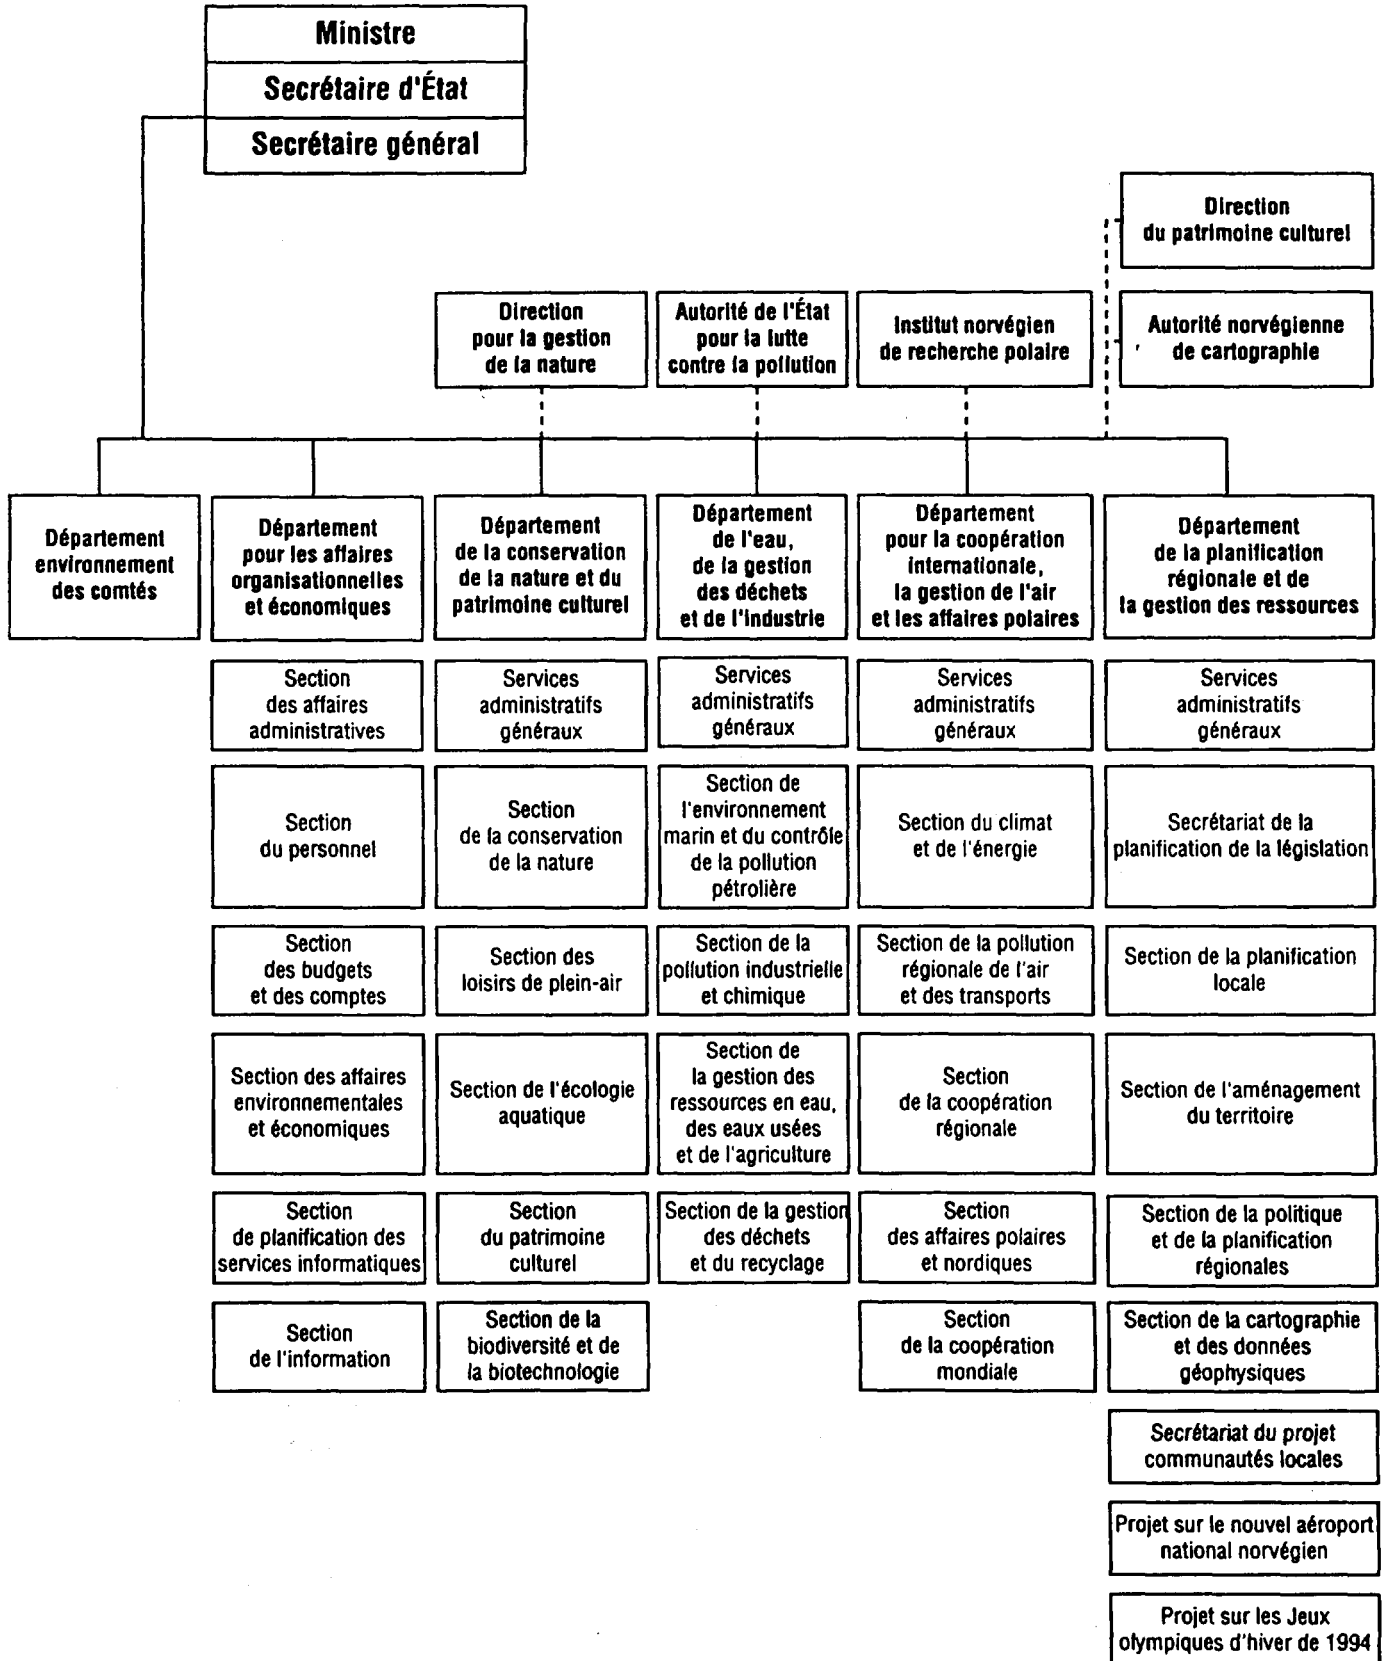 Ministre
Secrétaire d'État
Secrétaire général
Direction
du patrimoine culturel
Direction
pour la gestion
de la nature
Autorité de l'État
pour la lutte
contre la pollution
Institut norvégien
de recherche polaire
Autorité norvégienne
de cartographie
Département
environnement
des comtés
Département
pour les affaires
organisationnelles
et économiques
Département
de la conservation
de la nature et du
patrimoine culturel
Département
de l'eau,
de la gestion
des déchets
et de l'industrie
Département
pour la coopération
internationale,
la gestion de l'air
et les affaires polaires
Département
de la planification
régionale et de
la gestion des ressources
Section
des affaires
administratives
Services
administratifs
généraux
Services
administratifs
généraux
Services
administratifs
généraux
Services
administratifs
généraux
Section
du personnel
Section
de la conservation
de la nature
Section de
l'environnement
marin et du contrôle
de la pollution
pétrolière
Section du climat
et de l'énergie
Secrétariat de la
planification de la législation
Section
des budgets
et des comptes
Section des
loisirs de plein-air
Section de la
pollution industrielle
et chimique
Section de la pollution
régionale de l'air
et des transports
Section de la planification
locale
Section des affaires
environnementales
et économiques
Section de l'écologie
aquatique
Section de
la gestion des
ressources en eau,
des eaux usées
et de l'agriculture
Section
de la coopération
régionale
Section de l'aménagement
du territoire
Section
de planification des
services informatiques
Section
du patrimoine
culturel
Section de la gestion
des déchets
et du recyclage
Section
des affaires polaires
et nordiques
Section de la politique
et de la planification
régionales
Section
de l'information
Section de la
biodiversité et de
la biotechnologie
Section
de la coopération
mondiale
Section de la cartographie
et des données
géophysiques
Secrétariat du projet
communautés locales
Projet sur le nouvel aéroport
national norvégien
Projet sur les Jeux
olympiques d'hiver de 1994